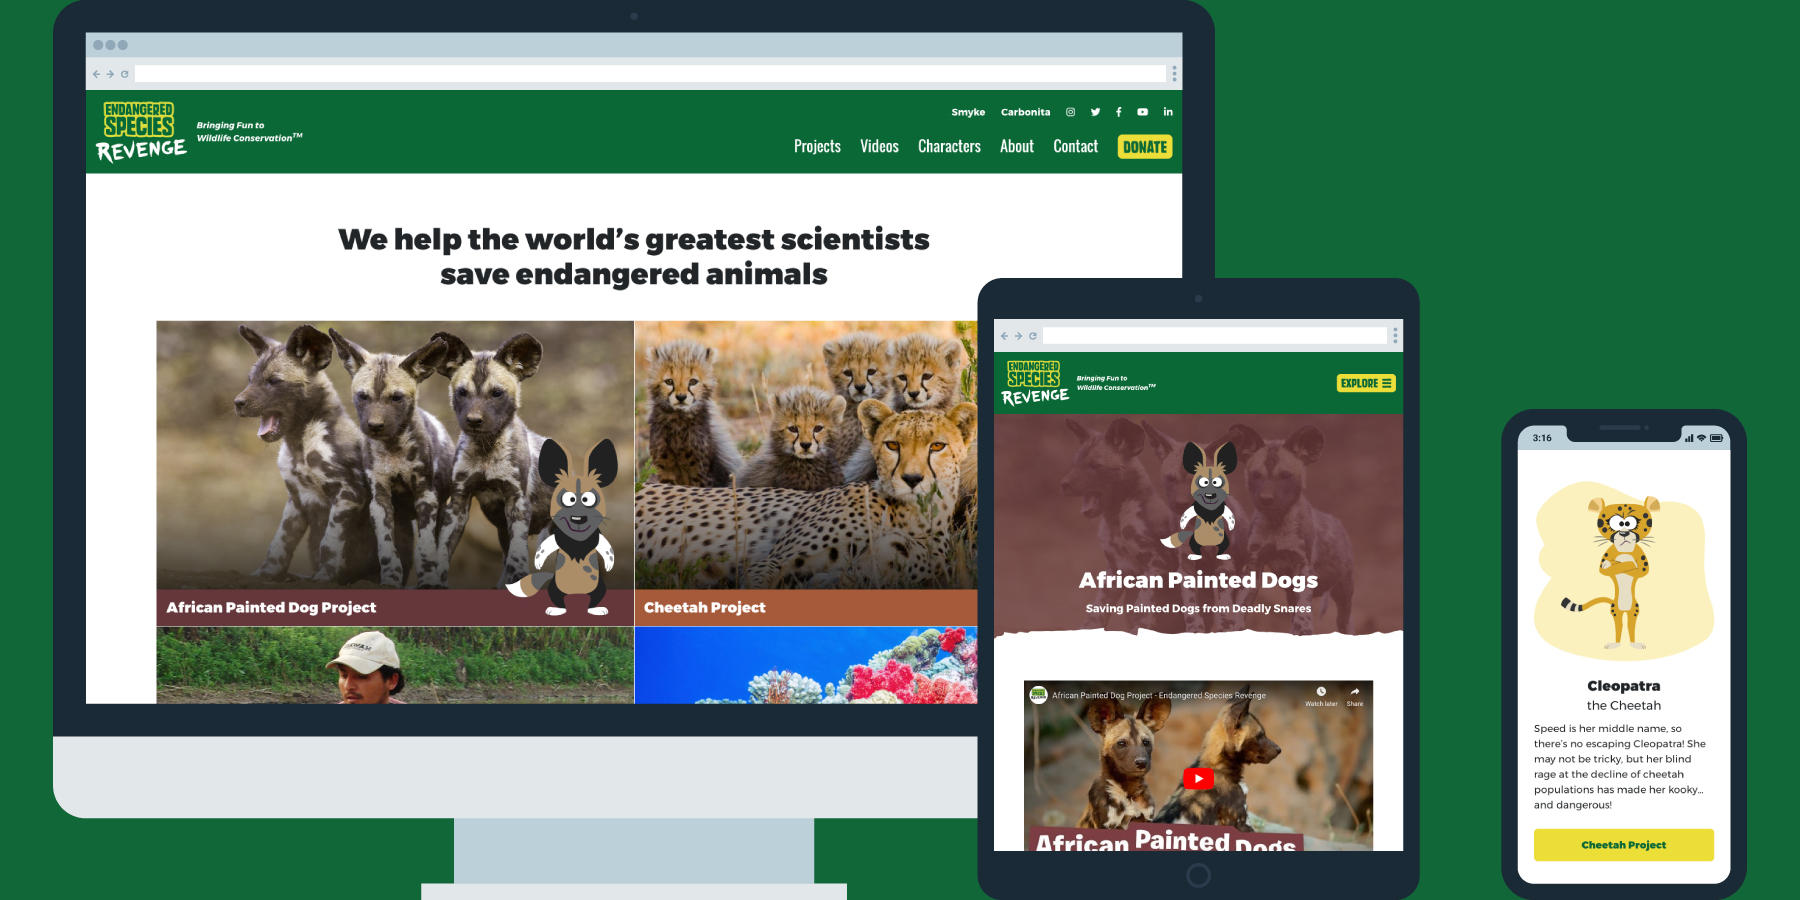 ENDANGERED
SPECIES
REVENGE
Bringing Fun to
Wildlife Conservation™
Smyke Carbonita
Projects Videos Characters About Contact DONATE
We help the world's greatest scientists
save endangered animals
African Painted Dog Project
Cheetah Project
ENDANGERED
SPECIES
REVENGE
Bringing Fun to
Wildlife Conservation™
EXPLORE
African Painted Dogs
Saving Painted Dogs from Deadly Snares
African Painted Dog Project - Endangered Species Revenge
Watch later Share
African Painted Dogs
3:16
Cleopatra
the Cheetah
Speed is her middle name, so
there's no escaping Cleopatra! She
may not be tricky, but her blind
rage at the decline of cheetah
populations has made her kooky...
and dangerous!
Cheetah Project